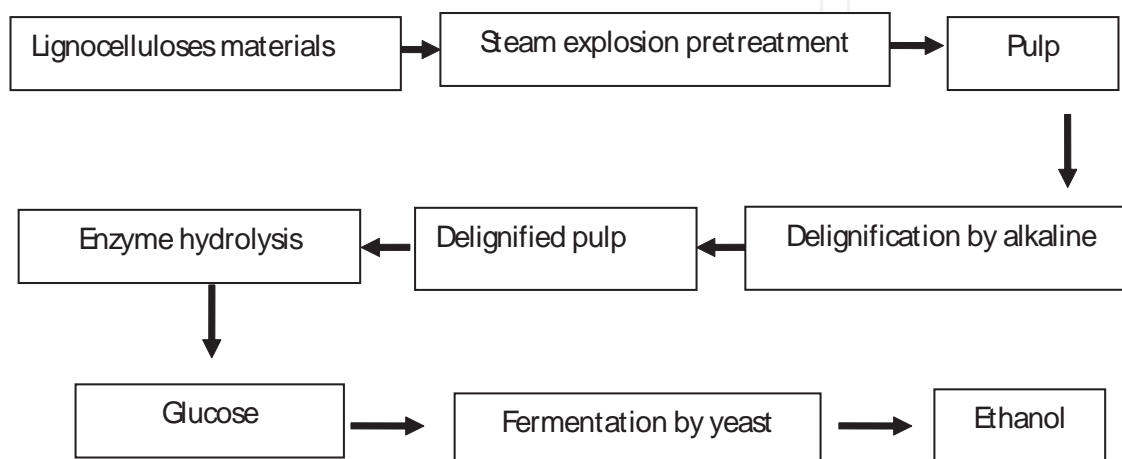 Lignocelluloses materials
Steam explosion pretreatment
Pulp
Delignification by alkaline
Delignified pulp
Enzyme hydrolysis
Glucose
Fermentation by yeast
Ethanol